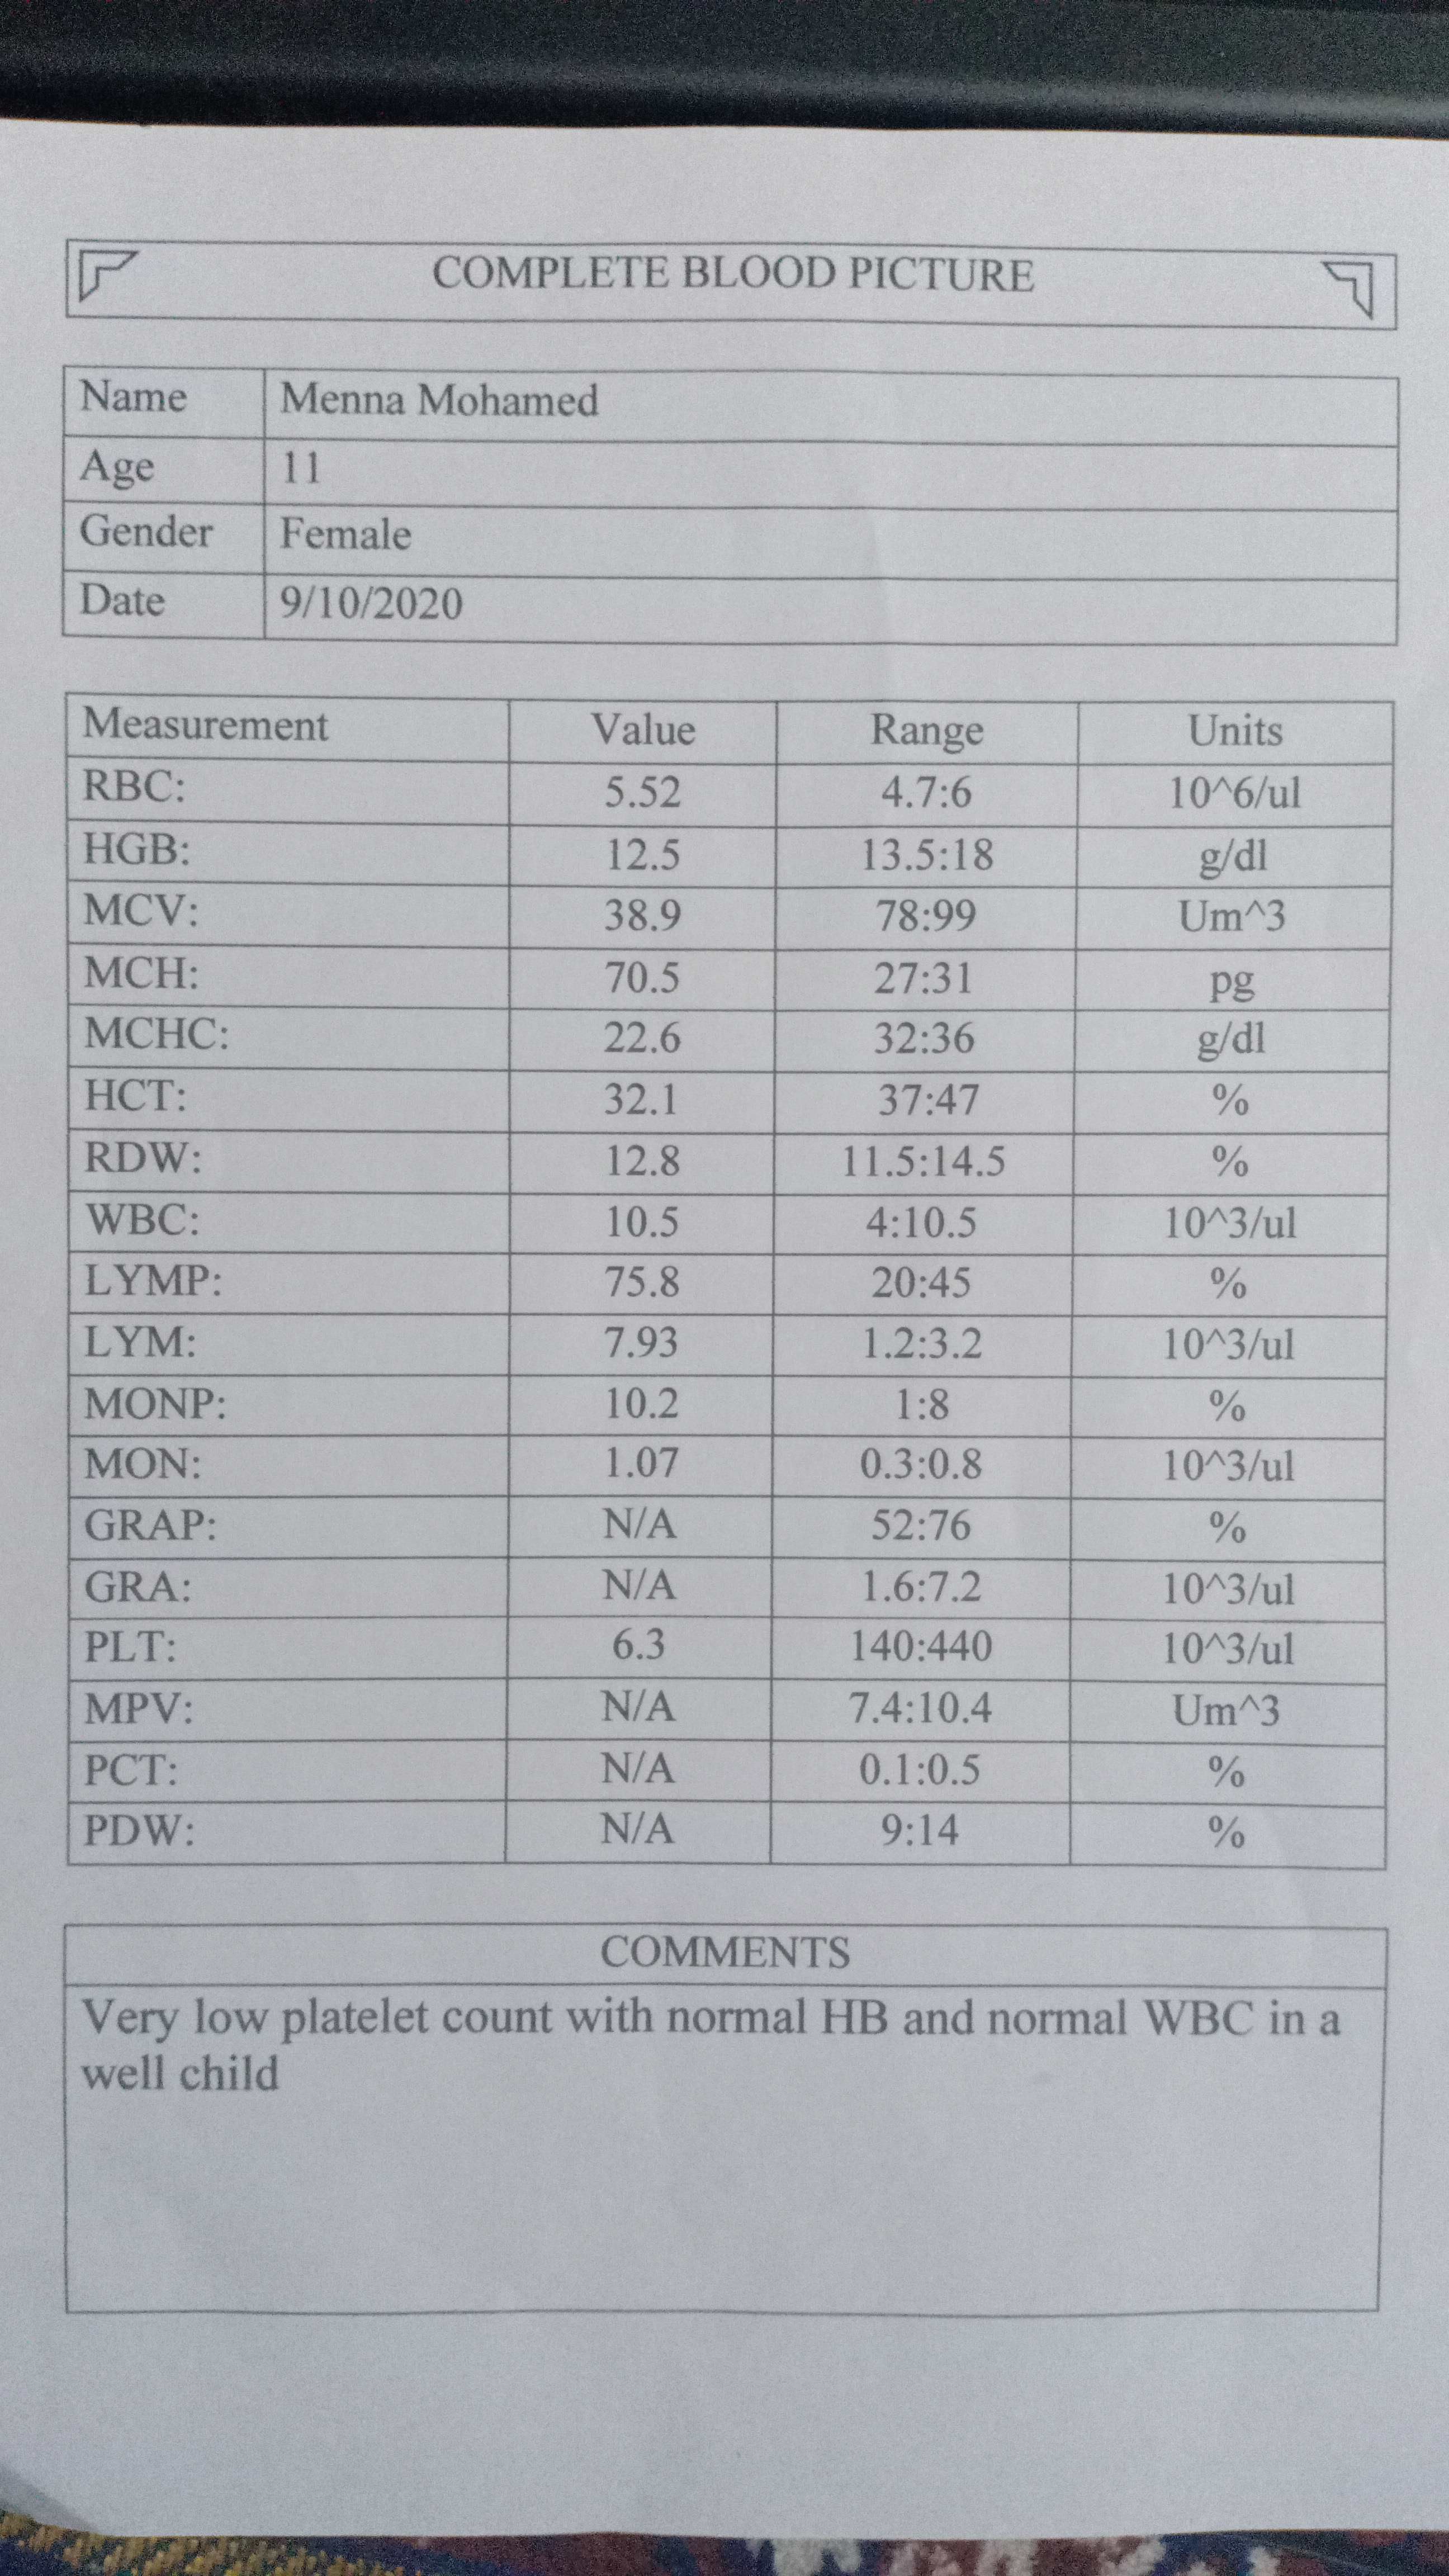 COMPLETE BLOOD PICTURE
Name Menna Mohamed
Age 11
Gender Female
Date 9/10/2020
Measurement Value Range Units
RBC: 5.52 4.7:6 10^6/ul
HGB: 12.5 13.5:18 g/dl
MCV: 38.9 78:99 Um^3
MCH: 70.5 27:31 pg
MCHC: 22.6 32:36 g/dl
HCT: 32.1 37:47 %
RDW: 12.8 11.5:14.5 %
WBC: 10.5 4:10.5 10^3/ul
LYMP: 75.8 20:45 %
LYM: 7.93 1.2:3.2 10^3/ul
MONP: 10.2 1:8 %
MON: 1.07 0.3:0.8 10^3/ul
GRAP: N/A 52:76 %
GRA: N/A 1.6:7.2 10^3/ul
PLT: 6.3 140:440 10^3/ul
MPV: N/A 7.4:10.4 Um^3
PCT: N/A 0.1:0.5 %
PDW: N/A 9:14 %
COMMENTS
Very low platelet count with normal HB and normal WBC in a
well child